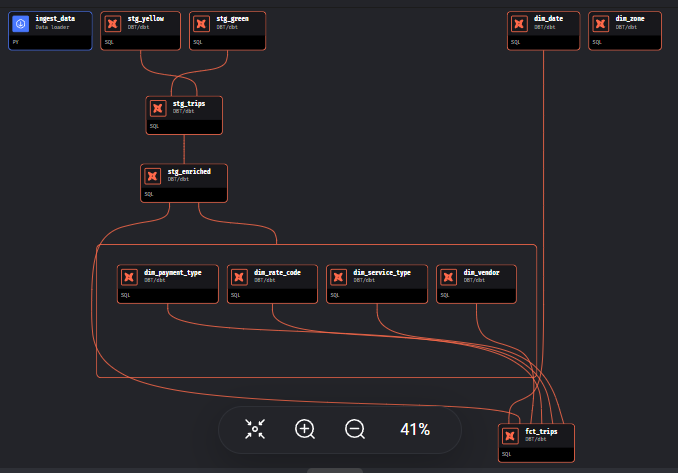 ingest_data
Data loader
PY
stg_yellow
DBT/dbt
SQL
stg_green
DBT/dbt
SQL
dim_date
DBT/dbt
SQL
dim_zone
DBT/dbt
SQL
stg_trips
DBT/dbt
SQL
stg_enriched
DBT/dbt
SQL
dim_payment_type
DBT/dbt
SQL
dim_rate_code
DBT/dbt
SQL
dim_service_type
DBT/dbt
SQL
dim_vendor
DBT/dbt
SQL
41%
fct_trips
DBT/dbt
SQL